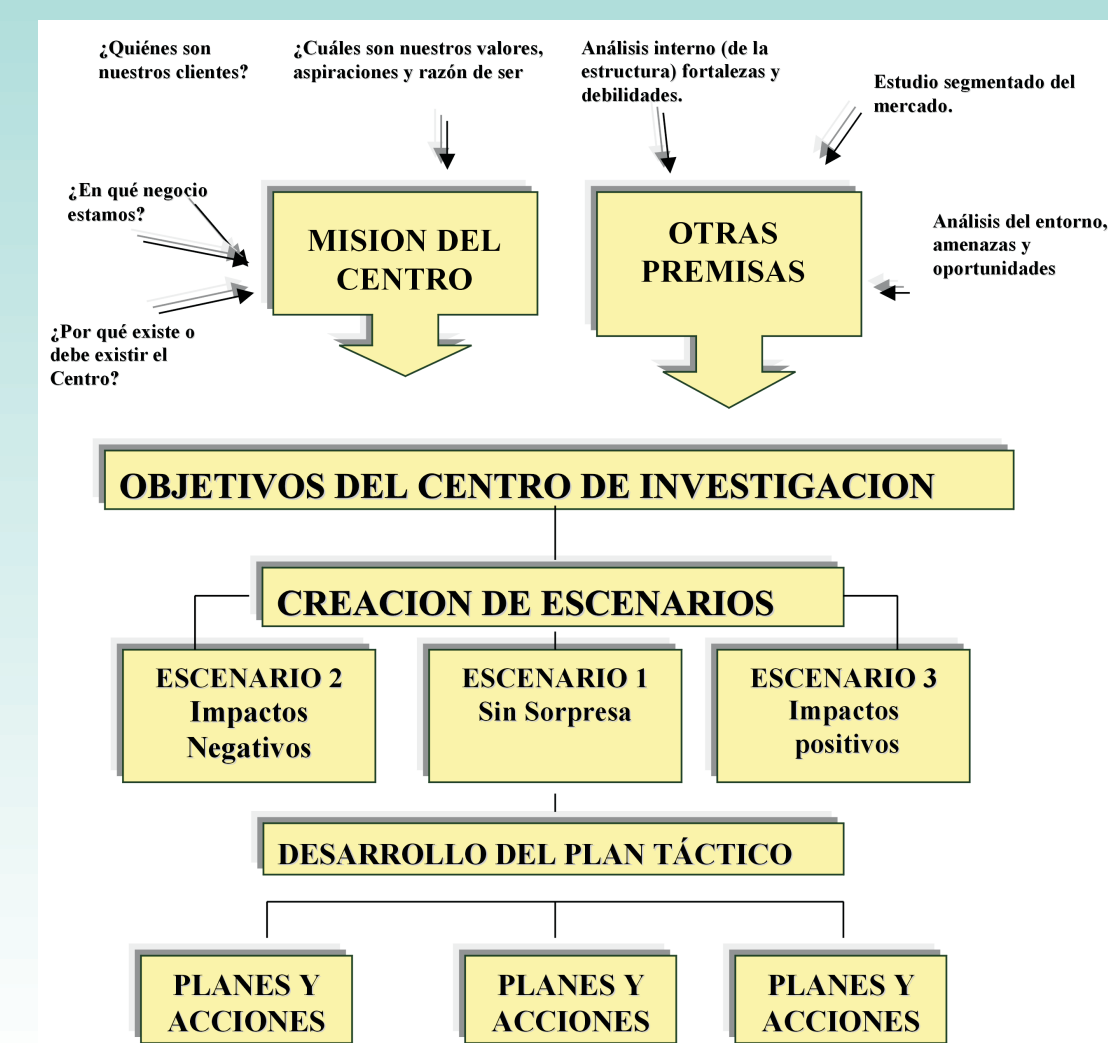 ¿Quiénes son
nuestros clientes?
¿Cuáles son nuestros valores,
aspiraciones y razón de ser
Análisis interno (de la
estructura) fortalezas y
debilidades.
Estudio segmentado del
mercado.
¿En qué negocio
estamos?
¿Por qué existe o
debe existir el
Centro?
MISION DEL
CENTRO
OTRAS
PREMISAS
Análisis del entorno,
amenazas y
oportunidades
OBJETIVOS DEL CENTRO DE INVESTIGACION
CREACION DE ESCENARIOS
ESCENARIO 2
Impactos
Negativos
ESCENARIO 1
Sin Sorpresa
ESCENARIO 3
Impactos
positivos
DESARROLLO DEL PLAN TÁCTICO
PLANES Y
ACCIONES
PLANES Y
ACCIONES
PLANES Y
ACCIONES